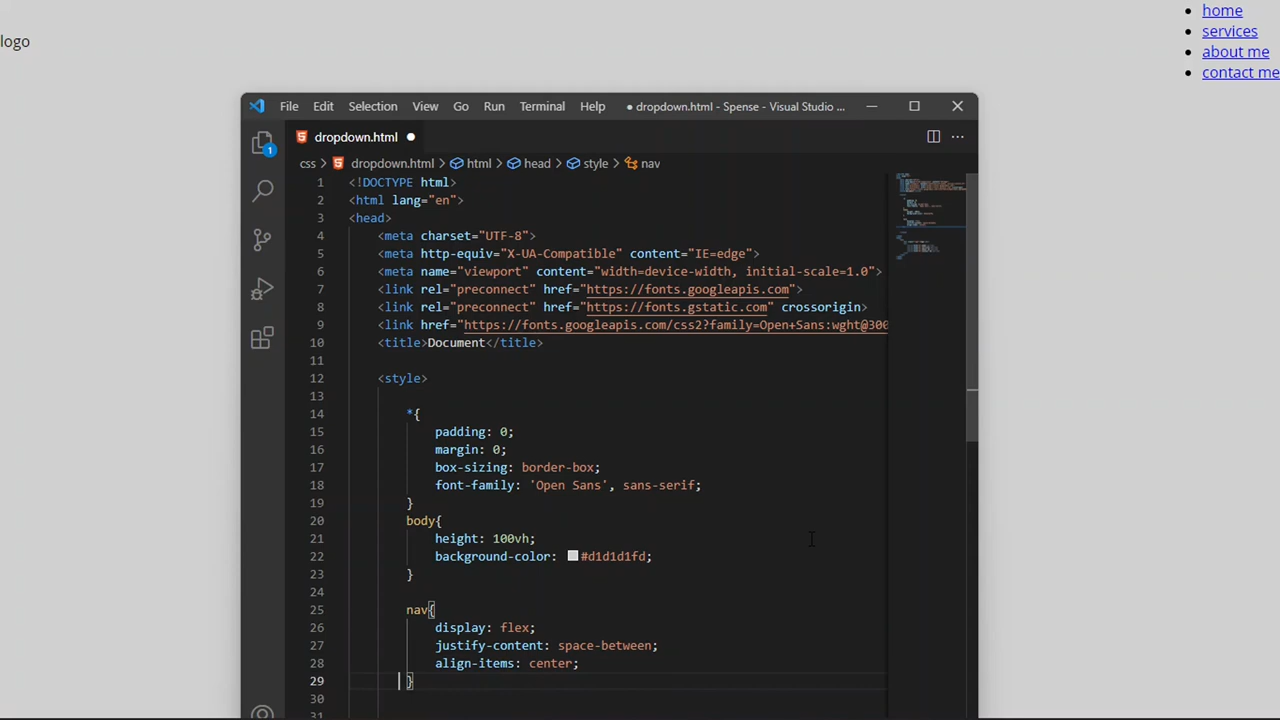 home
services
about me
contact me
logo
File Edit Selection View Go Run Terminal Help ● dropdown.html - Spense - Visual Studio ...
dropdown.html ●
css > dropdown.html > html > head > style > nav
1 <!DOCTYPE html>
2 <html lang="en">
3 <head>
4 <meta charset="UTF-8">
5 <meta http-equiv="X-UA-Compatible" content="IE=edge">
6 <meta name="viewport" content="width=device-width, initial-scale=1.0">
7 <link rel="preconnect" href="https://fonts.googleapis.com">
8 <link rel="preconnect" href="https://fonts.gstatic.com" crossorigin>
9 <link href="https://fonts.googleapis.com/css2?family=Open+Sans:wght@300
10 <title>Document</title>
11
12 <style>
13
14 *{
15 padding: 0;
16 margin: 0;
17 box-sizing: border-box;
18 font-family: 'Open Sans', sans-serif;
19 }
20 body{
21 height: 100vh;
22 background-color: #d1d1d1fd;
23 }
24
25 nav{
26 display: flex;
27 justify-content: space-between;
28 align-items: center;
29 }
30
31
1